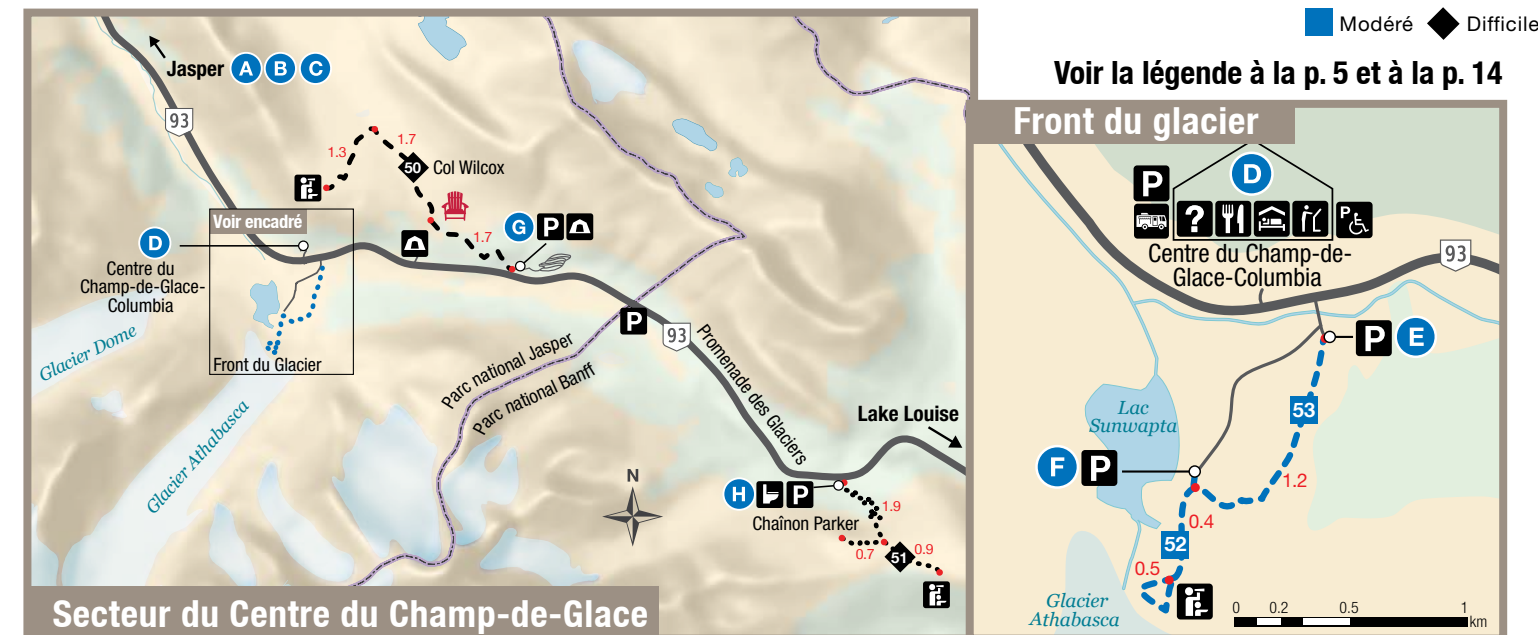 Modéré Difficile
Voir la légende à la p. 5 et à la p. 14
Jasper A B C
93
1.3
1.7
50 Col Wilcox
Voir encadré
D
Centre du
Champ-de-Glace-
Columbia
1.7
G P
Glacier Dome
Front du Glacier
Glacier Athabasca
P
93
Parc national Jasper
Parc national Banff
Promenade des Glaciers
Lake Louise
N
H P
1.9
Chaînon Parker
0.7
51
0.9
Secteur du Centre du Champ-de-Glace
Front du glacier
P
D
? P
Centre du Champ-de-
Glace-Columbia
93
P E
Lac
Sunwapta
53
F P
1.2
0.4
52
0.5
Glacier
Athabasca
0 0.2 0.5 1
km